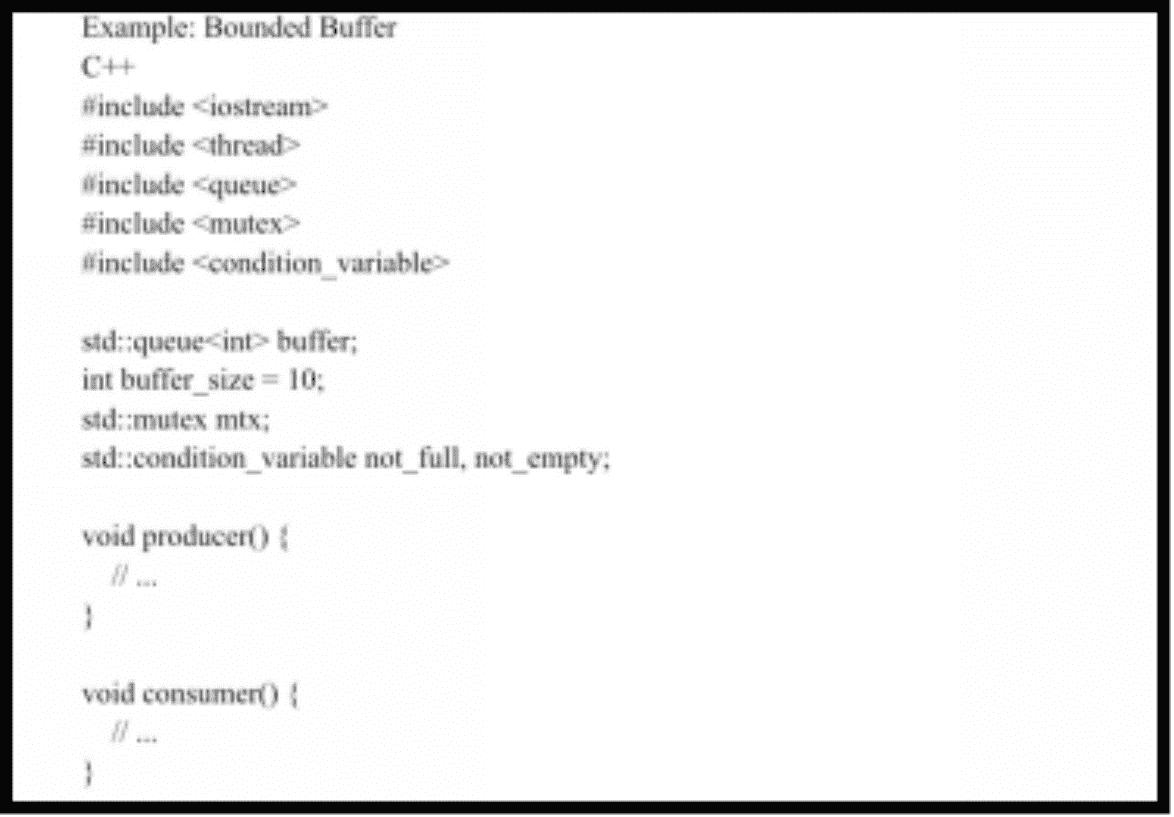 Example: Bounded Buffer
C++
#include <iostream>
#include <thread>
#include <queue>
#include <mutex>
#include <condition_variable>
std::queue<int> buffer;
int buffer_size = 10;
std::mutex mtx;
std::condition_variable not_full, not_empty;
void producer() {
// ...
}
void consumer() {
// ...
}